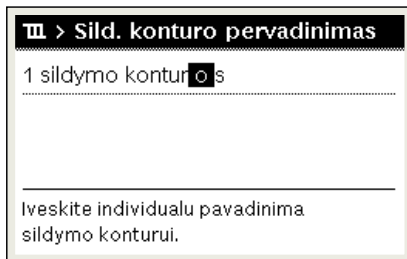 > Sild. konturo pervadinimas
1 sildymo konturos
Iveskite individualu pavadinima
sildymo konturui.